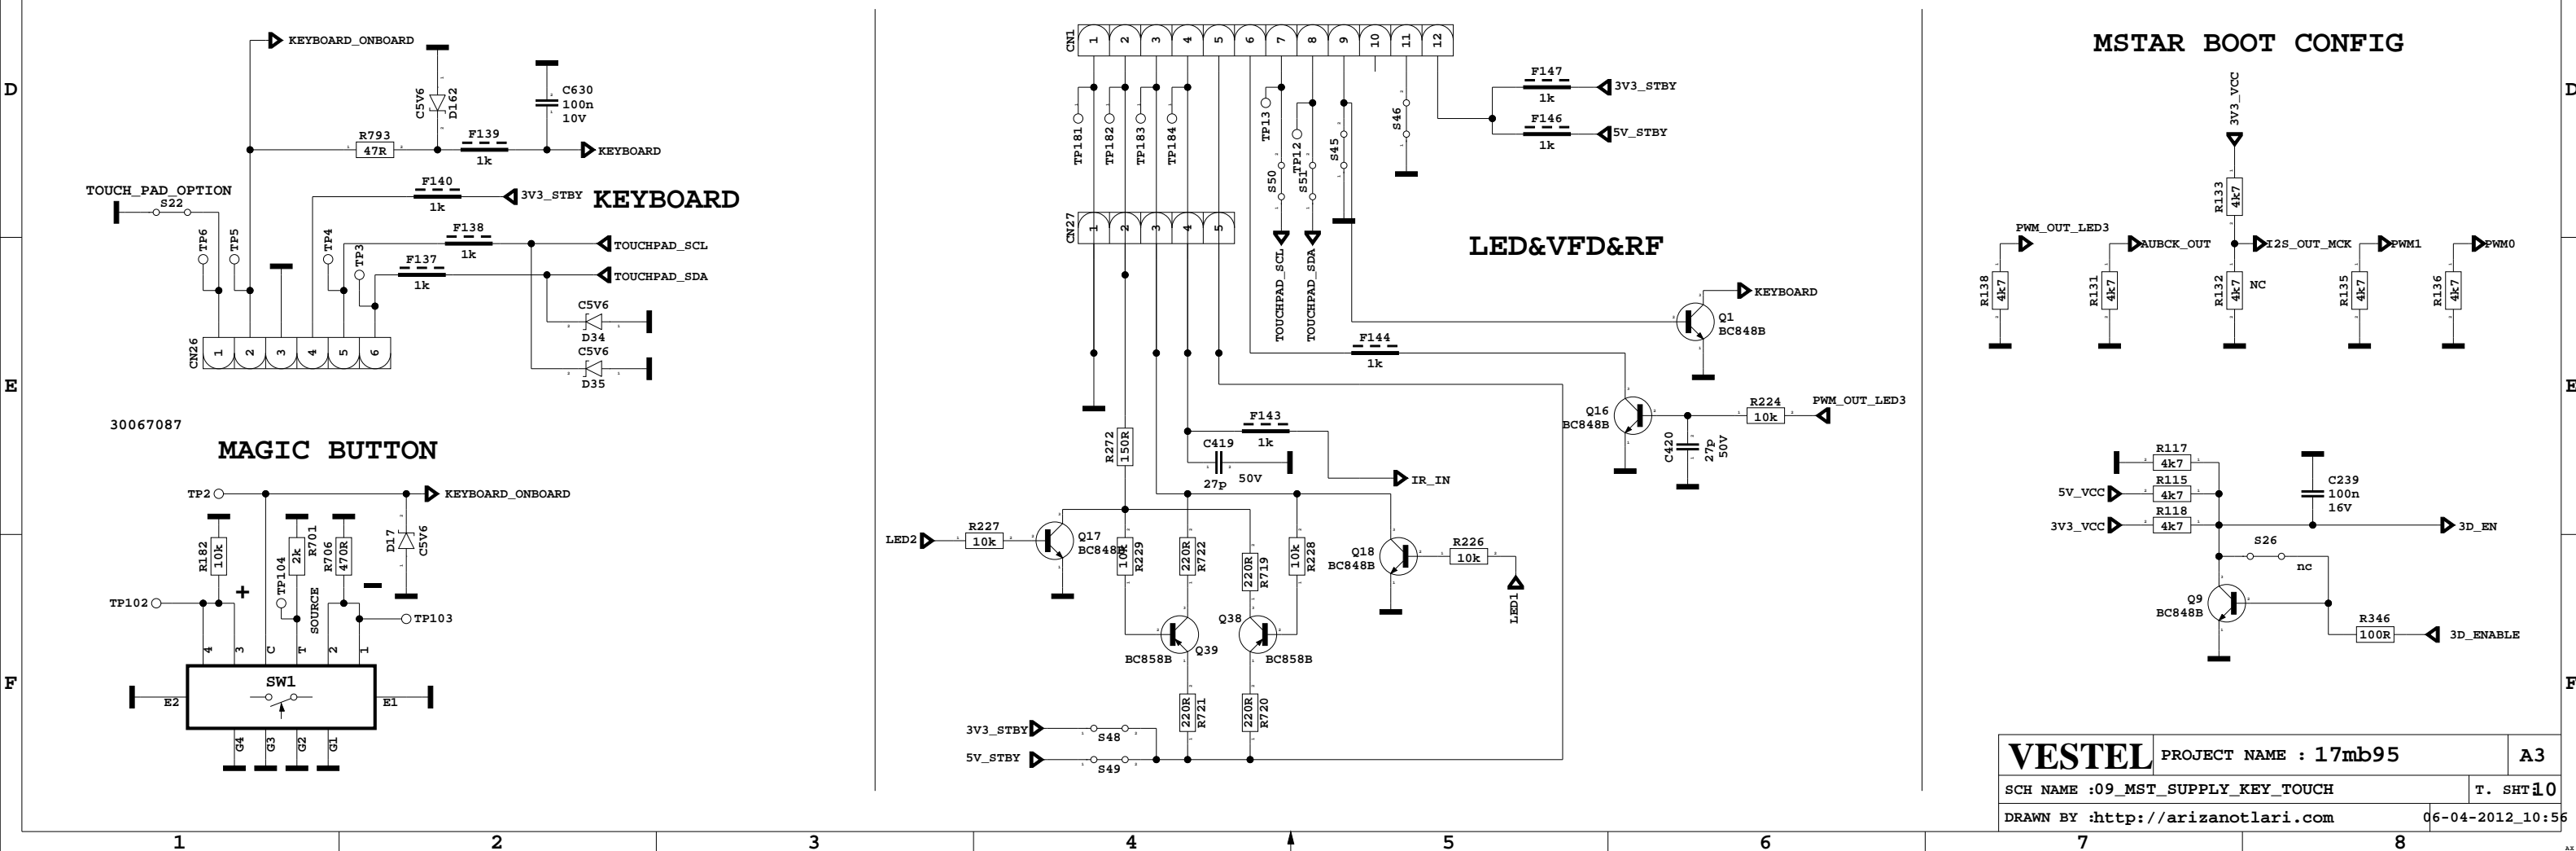 KEYBOARD_ONBOARD
C5V6
D162
C630
100n
10V
R793
47R
F139
1k
KEYBOARD
TOUCH_PAD_OPTION
S22
F140
1k
3V3_STBY
KEYBOARD
TP6
TP5
TP4
TP3
F138
1k
TOUCHPAD_SCL
F137
1k
TOUCHPAD_SDA
C5V6
D34
C5V6
D35
CN26
1 2 3 4 5 6
30067087
MAGIC BUTTON
TP2
KEYBOARD_ONBOARD
R182
10k
R701
2k
R706
470R
D17
C5V6
TP104
SOURCE
TP102
+
TP103
4 3 C T 2 1
SW1
E2
E1
G4 G3 G2 G1
CN1
1 2 3 4 5 6 7 8 9 10 11 12
TP181
TP182
TP183
TP184
TP13
TP12
S50
S51
S45
S46
F147
1k
3V3_STBY
F146
1k
5V_STBY
CN27
1 2 3 4 5
TOUCHPAD_SCL
TOUCHPAD_SDA
LED&VFD&RF
KEYBOARD
Q1
BC848B
F144
1k
Q16
BC848B
R224
10k
PWM_OUT_LED3
C420
27p
50V
R272
150R
F143
1k
C419
27p
50V
IR_IN
LED2
R227
10k
Q17
BC848B
10k
R229
220R
R722
220R
R719
10k
R228
Q18
BC848B
R226
10k
LED1
Q39
BC858B
Q38
BC858B
220R
R721
220R
R720
3V3_STBY
S48
5V_STBY
S49
MSTAR BOOT CONFIG
3V3_VCC
R133
4k7
PWM_OUT_LED3
AUBCK_OUT
I2S_OUT_MCK
PWM1
PWM0
R138
4k7
R131
4k7
R132
4k7
NC
R135
4k7
R136
4k7
R117
4k7
5V_VCC
R115
4k7
3V3_VCC
R118
4k7
C239
100n
16V
3D_EN
S26
nc
Q9
BC848B
R346
100R
3D_ENABLE
VESTEL
PROJECT NAME : 17mb95
A3
SCH NAME :09_MST_SUPPLY_KEY_TOUCH
T. SHT:10
DRAWN BY :http://arizanotlari.com
06-04-2012_10:56
D
E
F
D
E
F
1 2 3 4 5 6 7 8